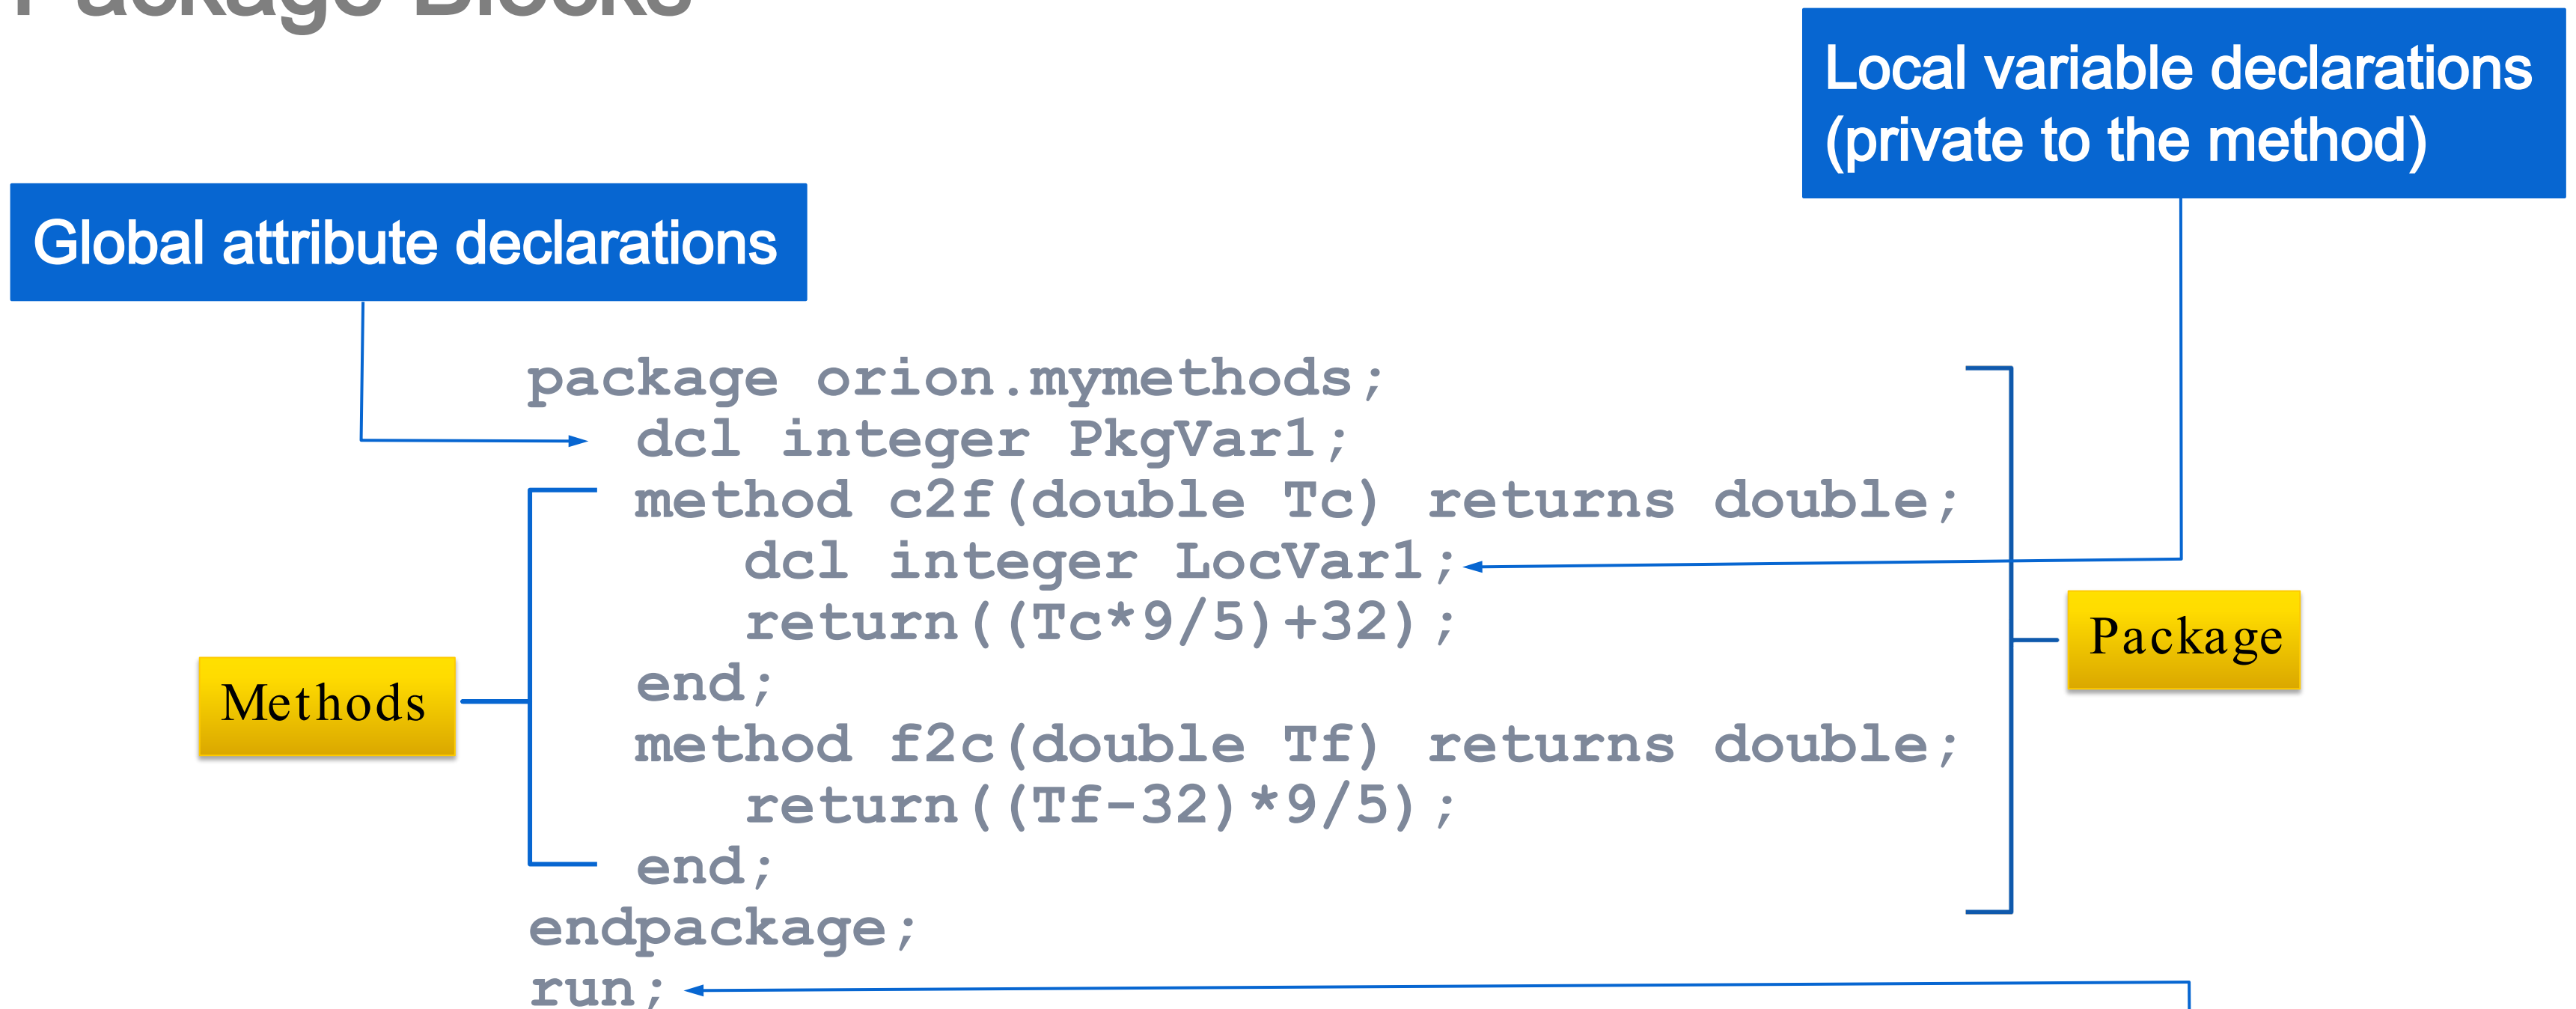 Package Blocks
Local variable declarations
(private to the method)
Global attribute declarations
package orion.mymethods;
dcl integer PkgVar1;
method c2f(double Tc) returns double;
dcl integer LocVar1;
return((Tc*9/5)+32);
end;
method f2c(double Tf) returns double;
return((Tf-32)*9/5);
end;
endpackage;
run;
Methods
Package